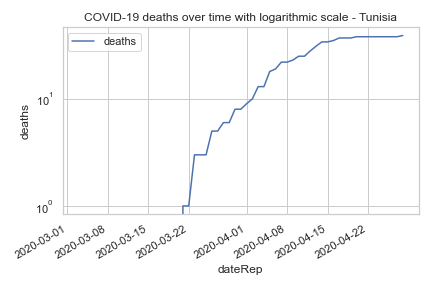 COVID-19 deaths over time with logarithmic scale - Tunisia
deaths
10¹
10⁰
deaths
2020-03-01
2020-03-08
2020-03-15
2020-03-22
2020-04-01
2020-04-08
2020-04-15
2020-04-22
dateRep